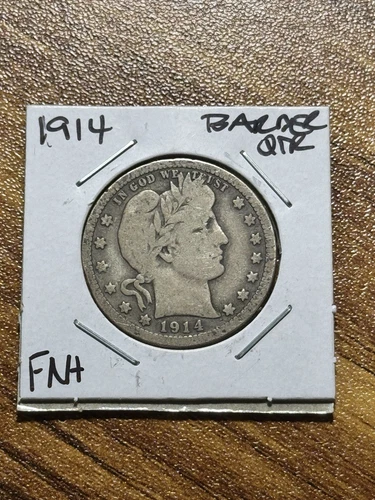 1914
BARBER
QTR
IN GOD WE TRUST
1914
FN+